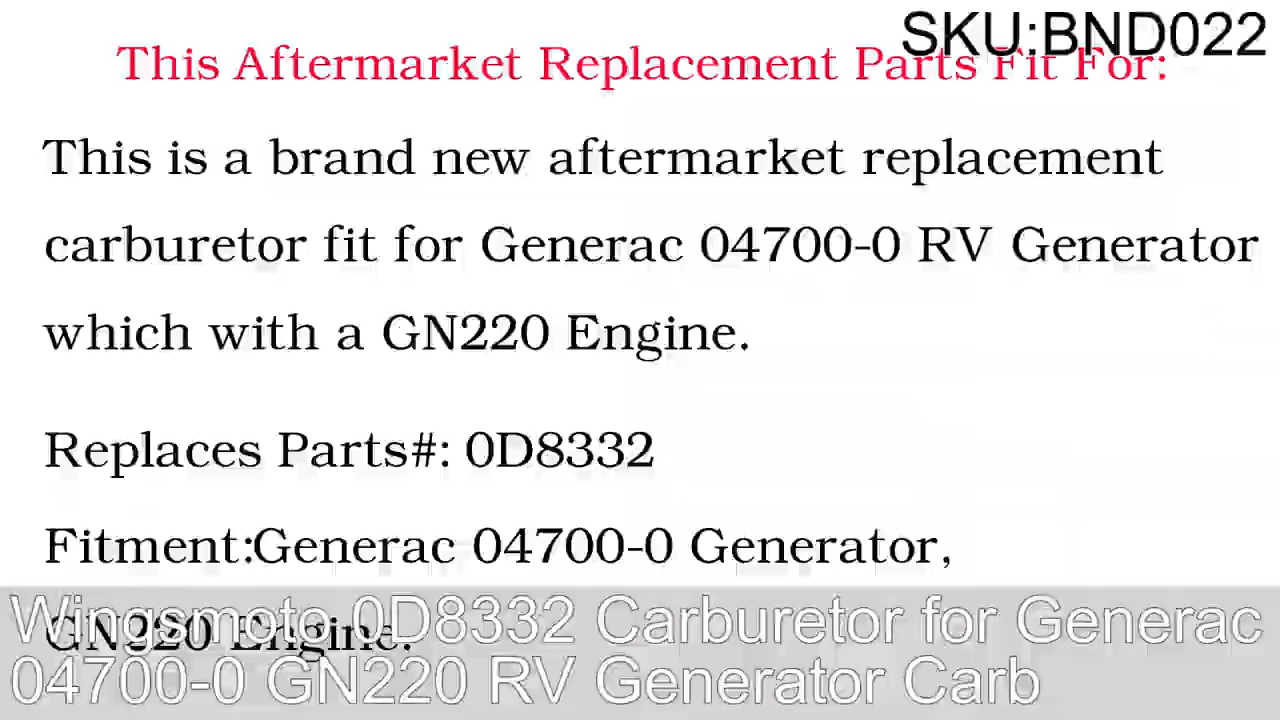 SKU:BND022
This Aftermarket Replacement Parts Fit For:
This is a brand new aftermarket replacement
carburetor fit for Generac 04700-0 RV Generator
which with a GN220 Engine.
Replaces Parts#: 0D8332
Fitment:Generac 04700-0 Generator,
GN220 Engine.
Wingsmoto 0D8332 Carburetor for Generac
04700-0 GN220 RV Generator Carb